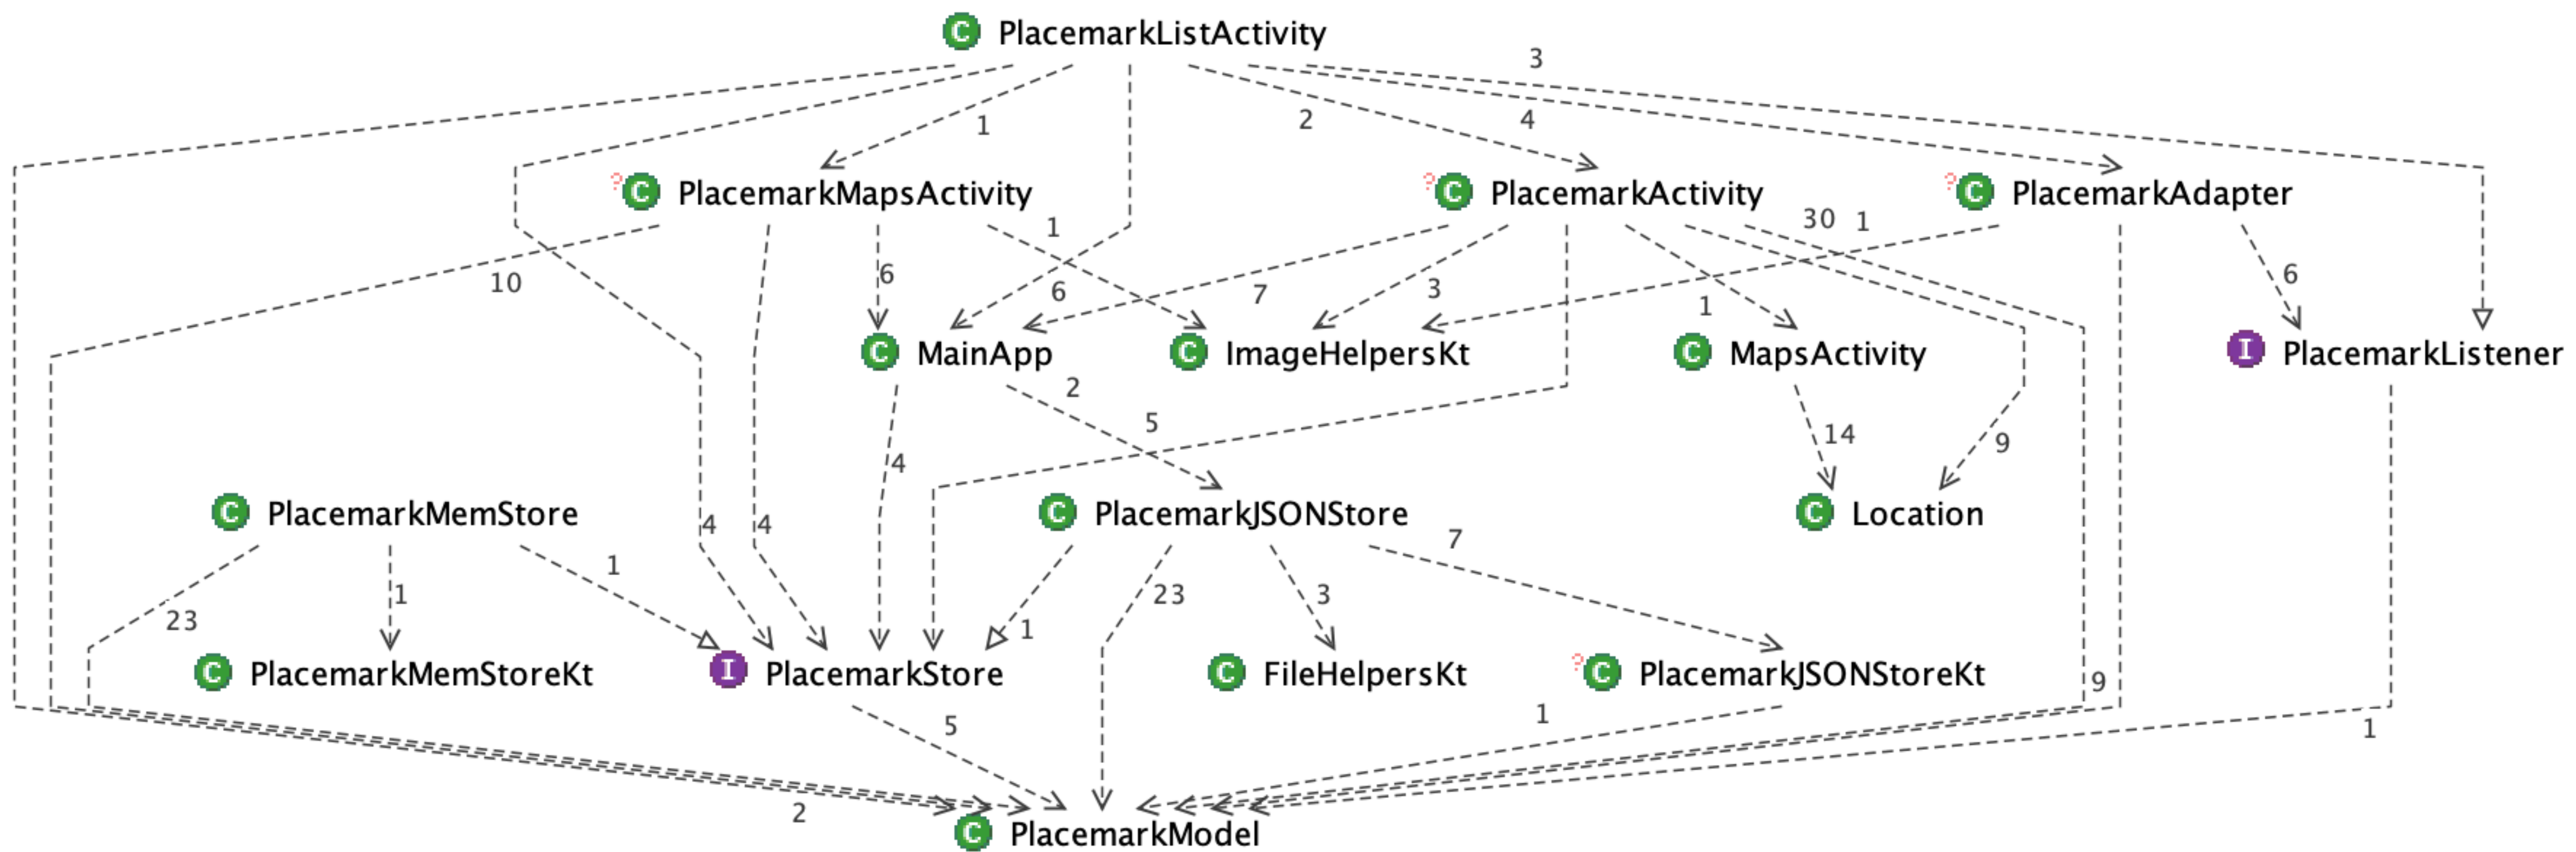 C PlacemarkListActivity
3
1
2
4
? C PlacemarkMapsActivity
? C PlacemarkActivity
? C PlacemarkAdapter
10
6
1
6
7
3
1
30
1
6
C MainApp
C ImageHelpersKt
C MapsActivity
I PlacemarkListener
2
5
4
14
9
C PlacemarkMemStore
C PlacemarkJSONStore
C Location
4
4
7
23
1
1
1
23
3
C PlacemarkMemStoreKt
I PlacemarkStore
C FileHelpersKt
? C PlacemarkJSONStoreKt
9
5
1
1
2
C PlacemarkModel